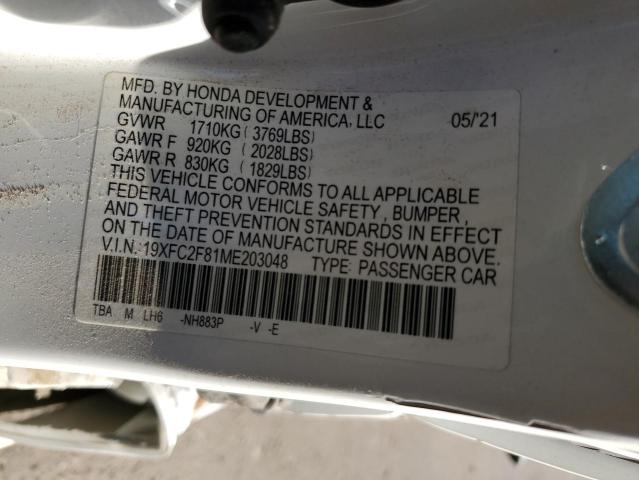 MFD. BY HONDA DEVELOPMENT &
MANUFACTURING OF AMERICA, LLC 05/'21
GVWR 1710KG (3769LBS)
GAWR F 920KG (2028LBS)
GAWR R 830KG (1829LBS)
THIS VEHICLE CONFORMS TO ALL APPLICABLE
FEDERAL MOTOR VEHICLE SAFETY, BUMPER,
AND THEFT PREVENTION STANDARDS IN EFFECT
ON THE DATE OF MANUFACTURE SHOWN ABOVE.
V.I.N.:19XFC2F81ME203048 TYPE: PASSENGER CAR
TBA M LH6 -NH883P -V -E